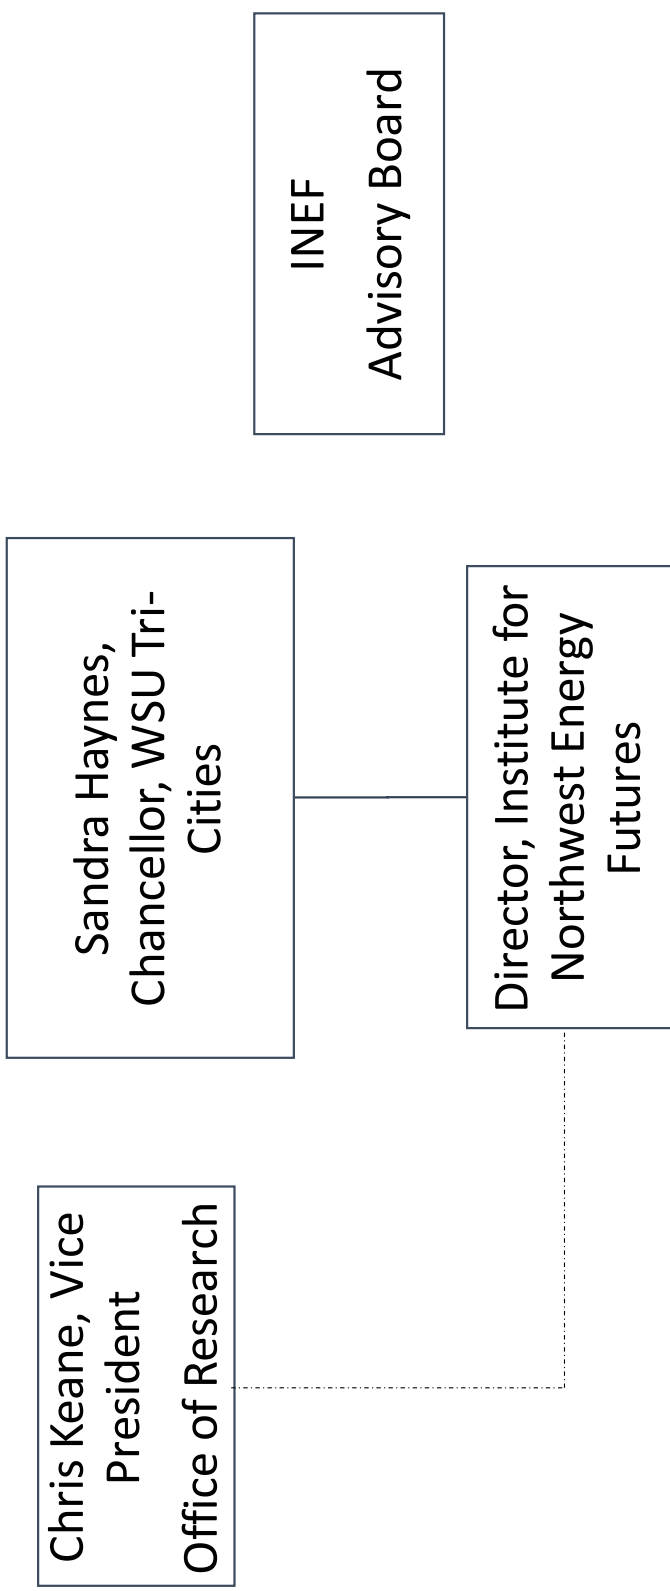 Chris Keane, Vice
President
Office of Research
Sandra Haynes,
Chancellor, WSU Tri-
Cities
Director, Institute for
Northwest Energy
Futures
INEF
Advisory Board